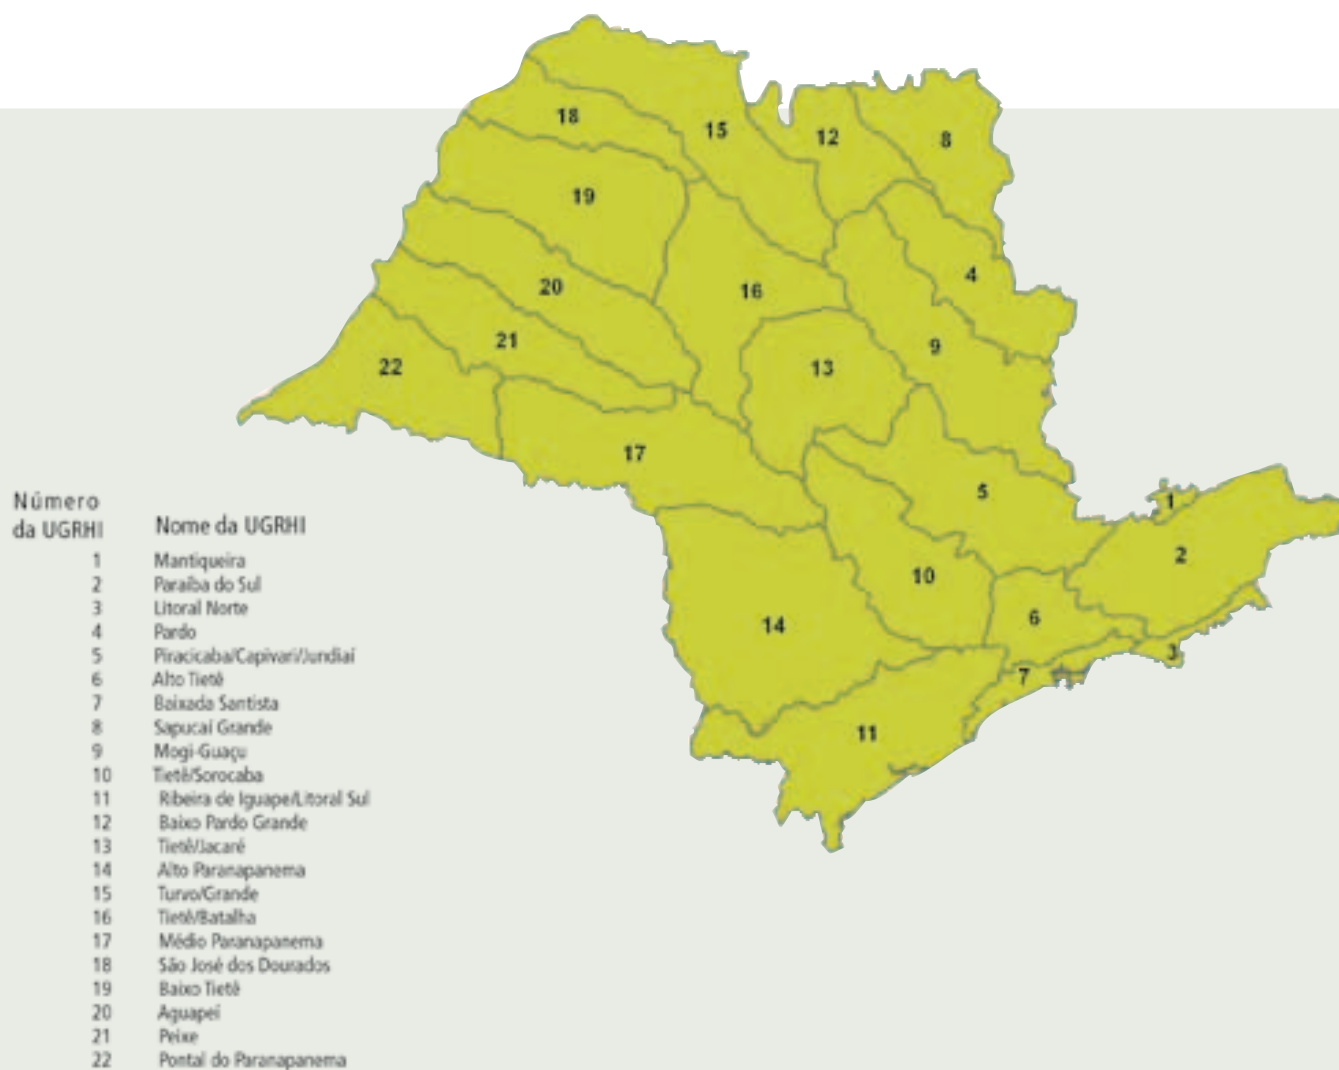 18
15
12
8
19
4
20
16
21
9
22
13
17
5
1
2
10
6
14
3
7
11
Número
da UGRHI Nome da UGRHI
1 Mantiqueira
2 Paraíba do Sul
3 Litoral Norte
4 Pardo
5 Piracicaba/Capivari/Jundiaí
6 Alto Tietê
7 Baixada Santista
8 Sapucaí Grande
9 Mogi-Guaçu
10 Tietê/Sorocaba
11 Ribeira de Iguape/Litoral Sul
12 Baixo Pardo Grande
13 Tietê/Jacaré
14 Alto Paranapanema
15 Turvo/Grande
16 Tietê/Batalha
17 Médio Paranapanema
18 São José dos Dourados
19 Baixo Tietê
20 Aguapeí
21 Peixe
22 Pontal do Paranapanema